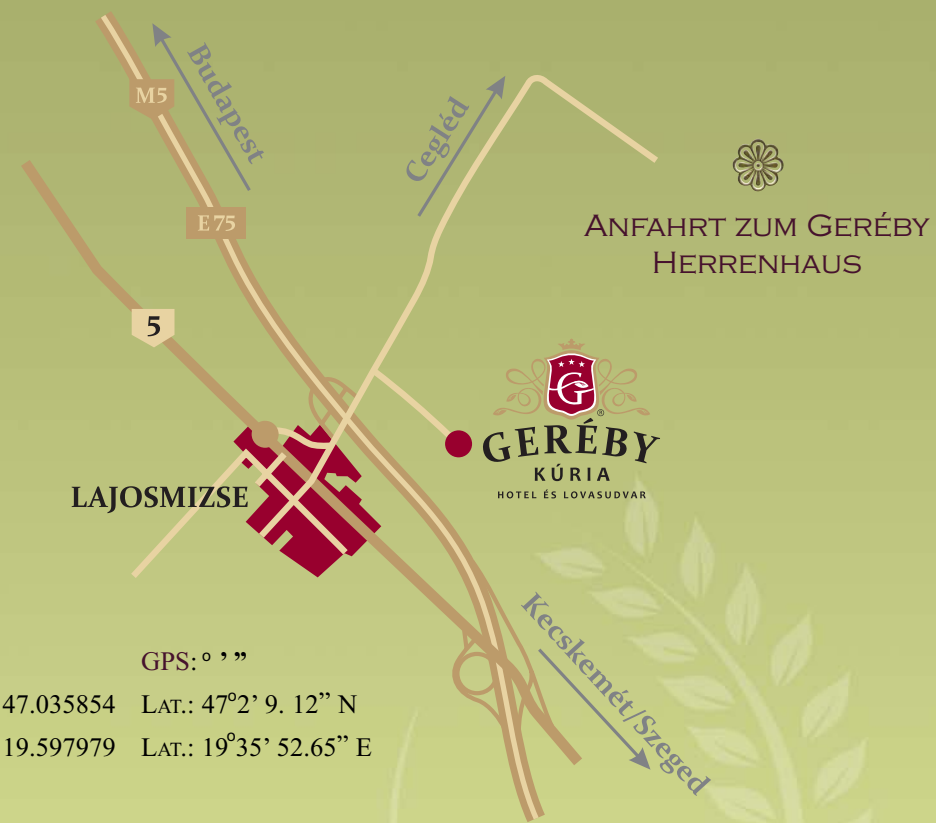 M5
Budapest
Cegléd
E 75
ANFAHRT ZUM GERÉBY
HERRENHAUS
5
G
®
GERÉBY
KÚRIA
HOTEL ÉS LOVASUDVAR
LAJOSMIZSE
Kecskemét/Szeged
GPS: ° ’ ”
47.035854 LAT.: 47°2’ 9. 12” N
19.597979 LAT.: 19°35’ 52.65” E